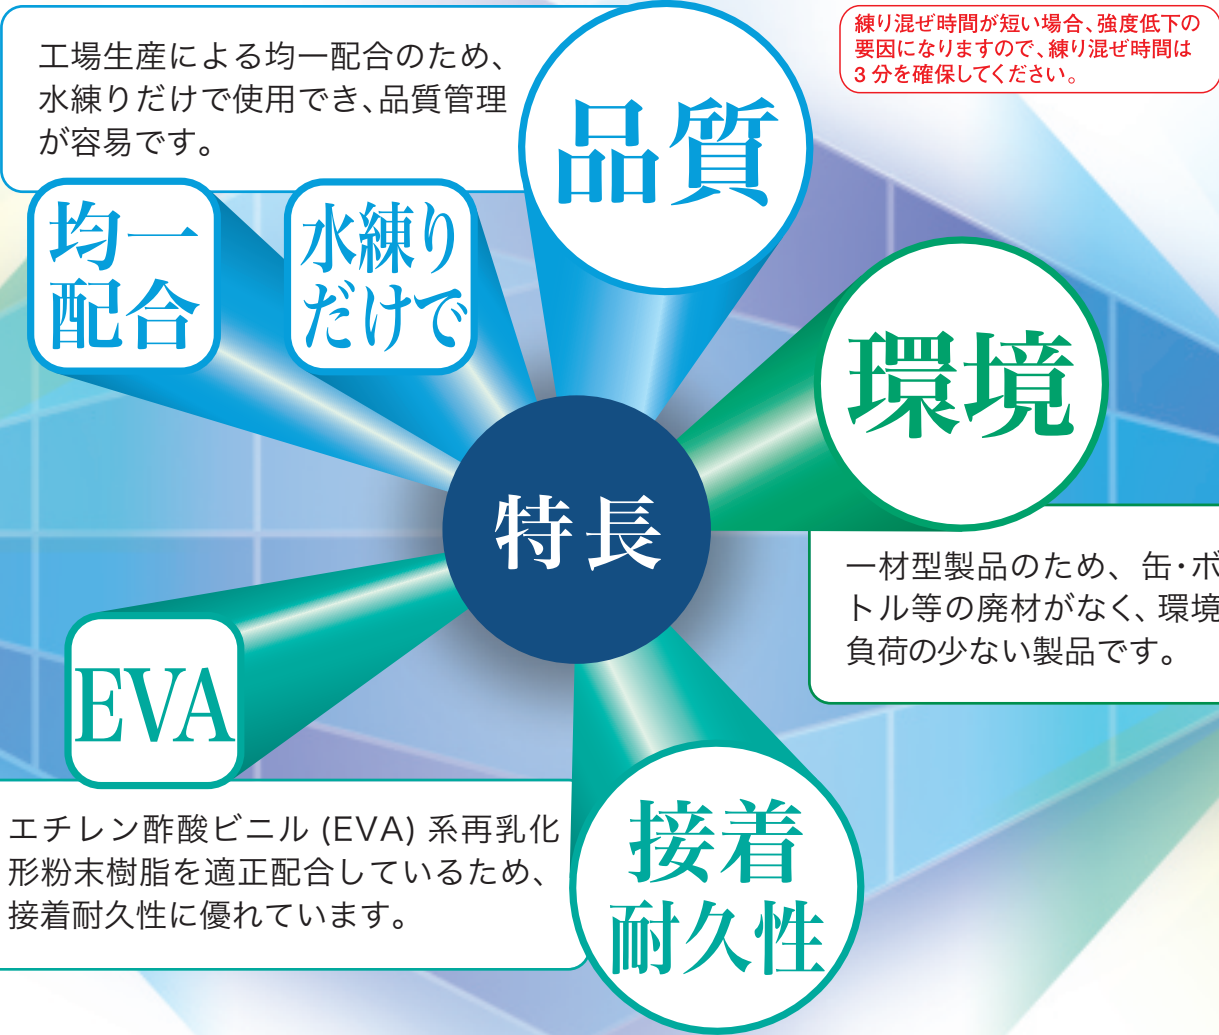 工場生産による均一配合のため、
水練りだけで使用でき、品質管理
が容易です。
品質
練り混ぜ時間が短い場合、強度低下の
要因になりますので、練り混ぜ時間は
3分を確保してください。
均一
配合
水練り
だけで
環境
特長
一材型製品のため、缶・ボ
トル等の廃材がなく、環境
負荷の少ない製品です。
EVA
エチレン酢酸ビニル (EVA) 系再乳化
形粉末樹脂を適正配合しているため、
接着耐久性に優れています。
接着
耐久性